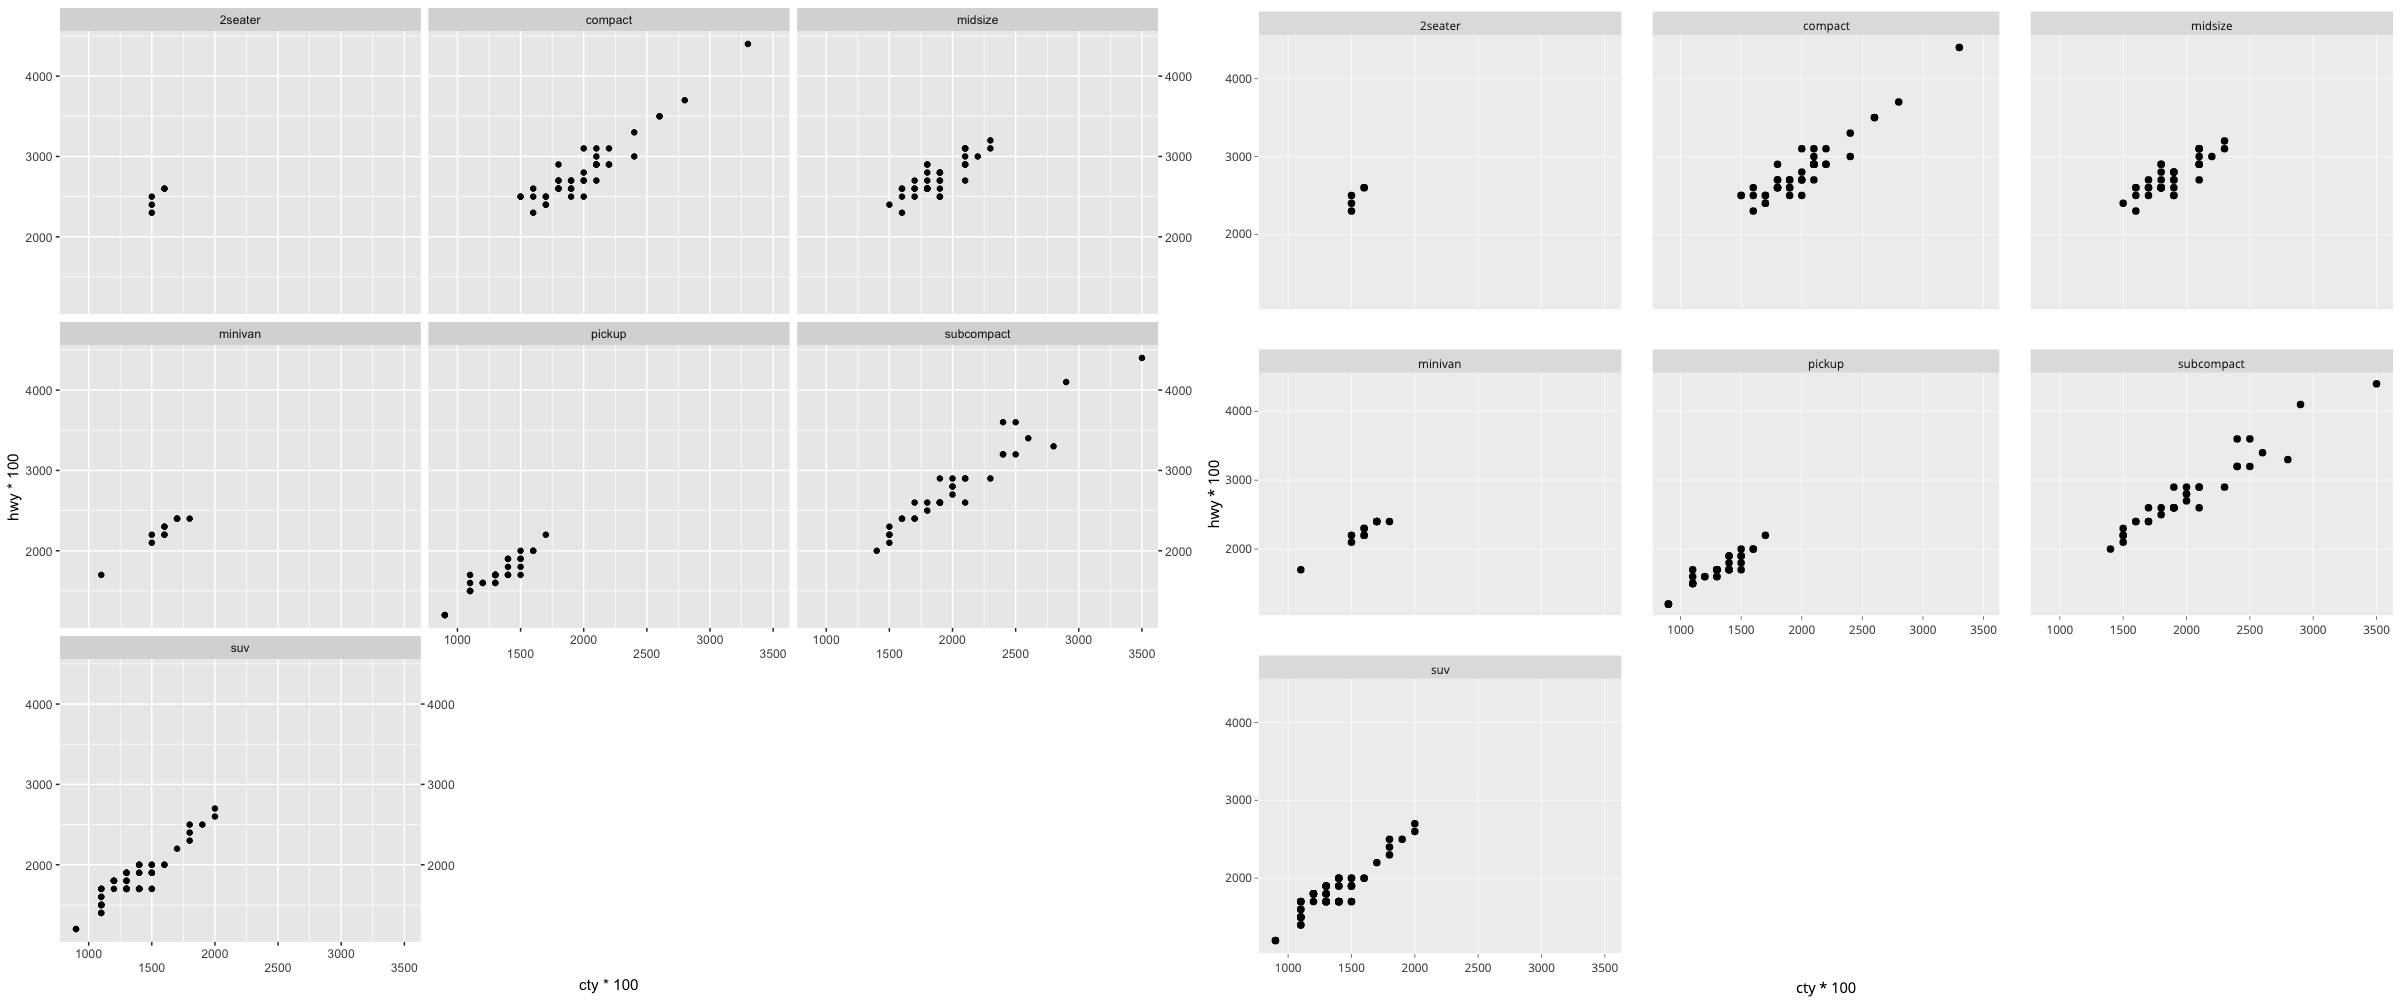 2seater compact midsize
4000 4000
3000 3000
2000 2000
minivan pickup subcompact
4000 4000
3000 3000
2000 2000
1000 2000 3000 1000 2000 3000
1500 2500 3500 1500 2500 3500
suv
4000 4000
3000 3000
2000 2000
1000 2000 3000
1500 2500 3500
hwy * 100
cty * 100
2seater compact midsize
4000
3000
2000
minivan pickup subcompact
4000
3000
2000
1000 1500 2000 2500 3000 3500 1000 1500 2000 2500 3000 3500
suv
4000
3000
2000
1000 1500 2000 2500 3000 3500
hwy * 100
cty * 100